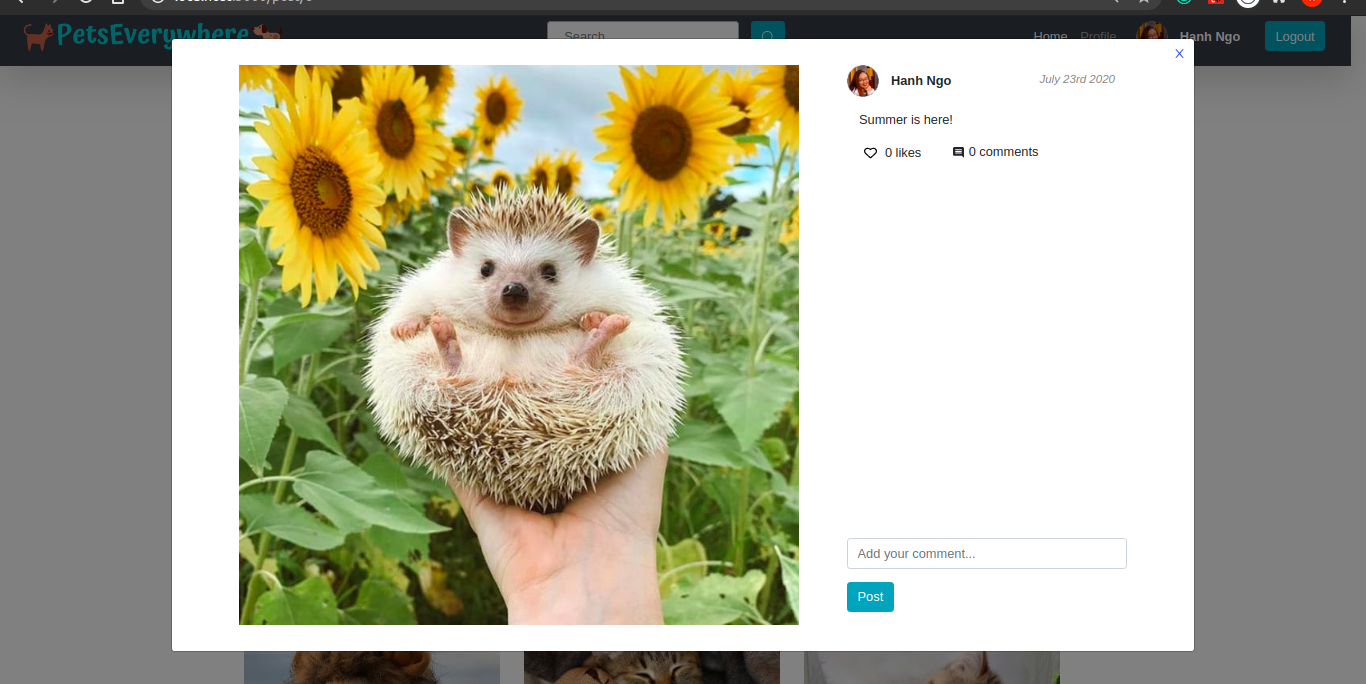 PetsEverywhere
Search
Home
Profile
Hanh Ngo
Logout
X
Hanh Ngo
July 23rd 2020
Summer is here!
0 likes
0 comments
Add your comment...
Post